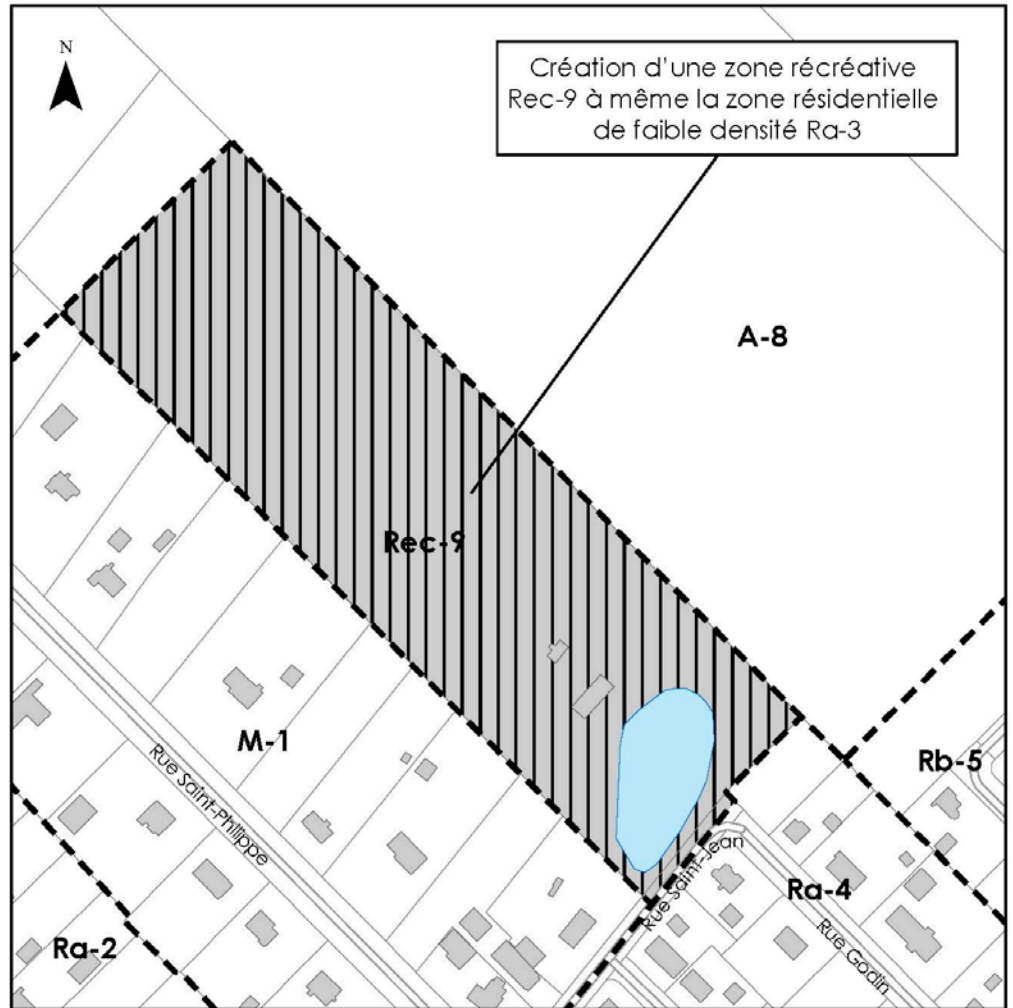 N
Création d'une zone récréative
Rec-9 à même la zone résidentielle
de faible densité Ra-3
A-8
Rec-9
M-1
Rue Saint-Philippe
Rb-5
Rue Saint-Jean
Ra-4
Rue Godin
Ra-2